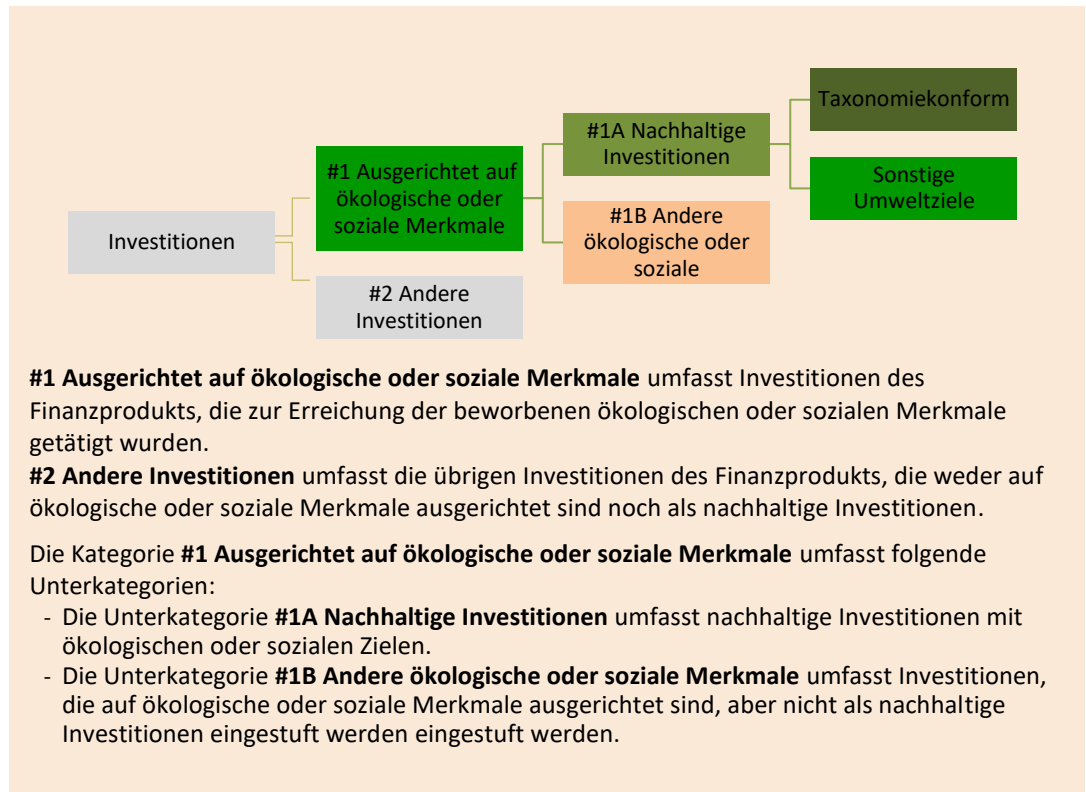 Taxonomiekonform
#1A Nachhaltige
Investitionen
#1 Ausgerichtet auf
ökologische oder
soziale Merkmale
Sonstige
Umweltziele
Investitionen
#1B Andere
ökologische oder
soziale
#2 Andere
Investitionen
#1 Ausgerichtet auf ökologische oder soziale Merkmale umfasst Investitionen des
Finanzprodukts, die zur Erreichung der beworbenen ökologischen oder sozialen Merkmale
getätigt wurden.
#2 Andere Investitionen umfasst die übrigen Investitionen des Finanzprodukts, die weder auf
ökologische oder soziale Merkmale ausgerichtet sind noch als nachhaltige Investitionen.
Die Kategorie #1 Ausgerichtet auf ökologische oder soziale Merkmale umfasst folgende
Unterkategorien:
- Die Unterkategorie #1A Nachhaltige Investitionen umfasst nachhaltige Investitionen mit
ökologischen oder sozialen Zielen.
- Die Unterkategorie #1B Andere ökologische oder soziale Merkmale umfasst Investitionen,
die auf ökologische oder soziale Merkmale ausgerichtet sind, aber nicht als nachhaltige
Investitionen eingestuft werden eingestuft werden.